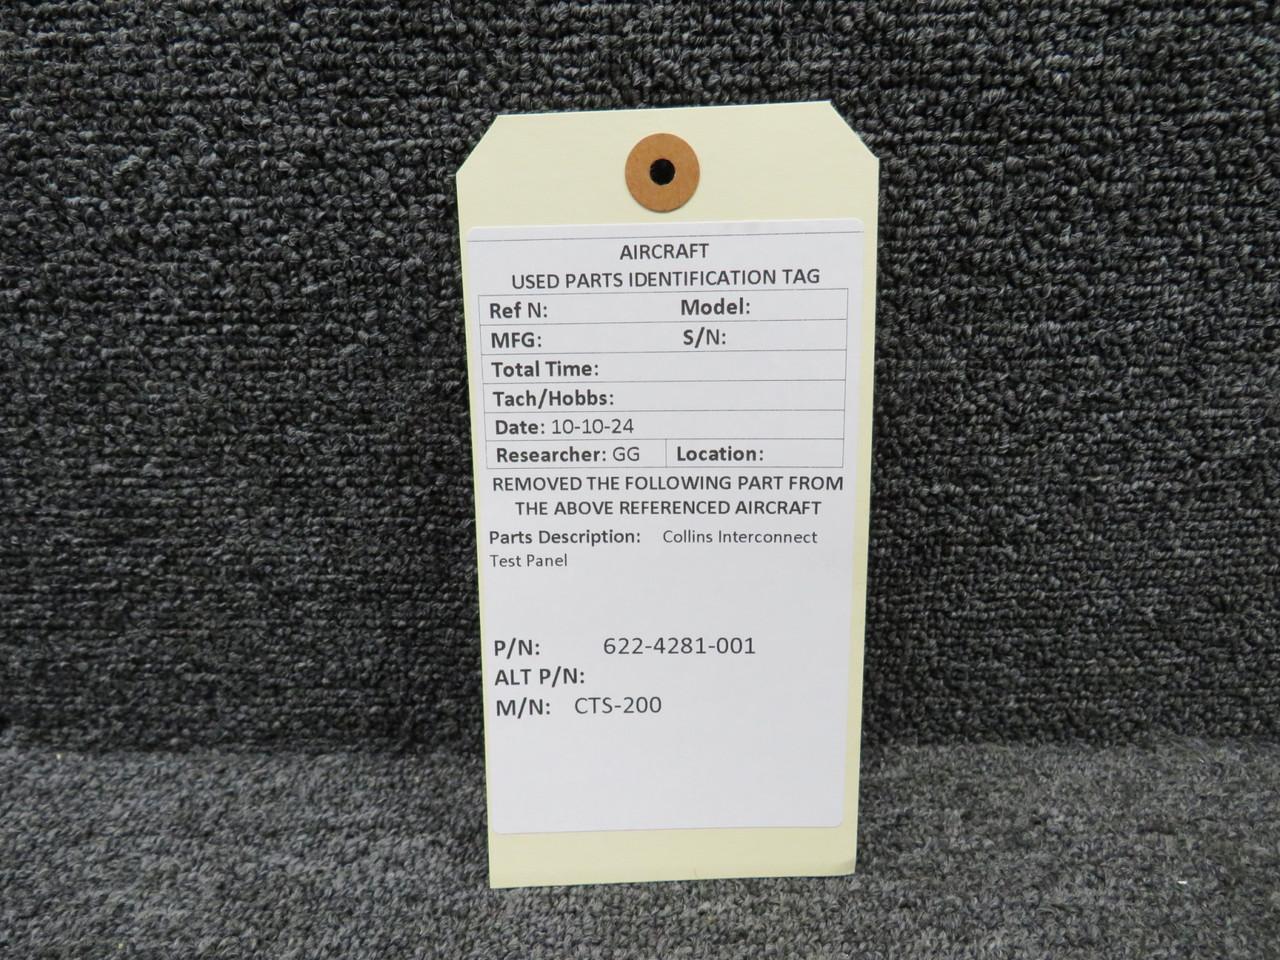 AIRCRAFT
USED PARTS IDENTIFICATION TAG
Ref N: Model:
MFG: S/N:
Total Time:
Tach/Hobbs:
Date: 10-10-24
Researcher: GG Location:
REMOVED THE FOLLOWING PART FROM
THE ABOVE REFERENCED AIRCRAFT
Parts Description: Collins Interconnect
Test Panel
P/N: 622-4281-001
ALT P/N:
M/N: CTS-200